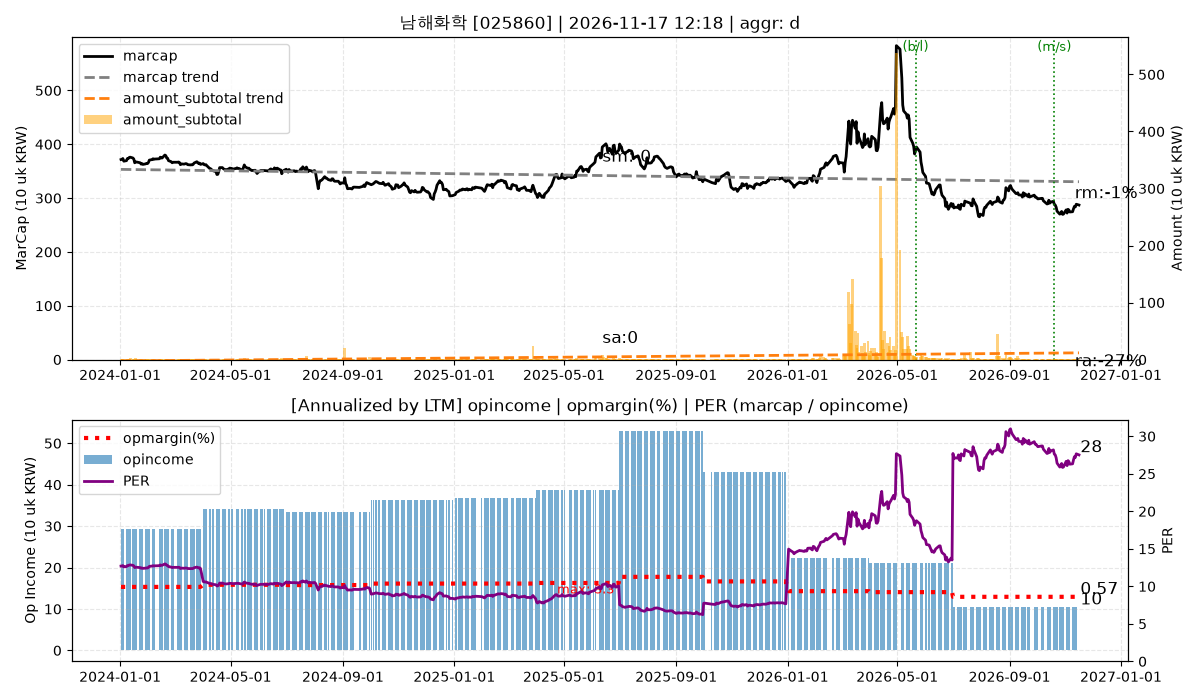 남해화학 [025860] | 2026-11-17 12:18 | aggr: d
marcap
marcap trend
amount_subtotal trend
amount_subtotal
(b/l)
(m/s)
500
400
300
200
100
0
MarCap (10 uk KRW)
500
400
300
200
100
0
Amount (10 uk KRW)
sm: 0
rm:-1%
sa:0
ra:-27%
2024-01-01
2024-05-01
2024-09-01
2025-01-01
2025-05-01
2025-09-01
2026-01-01
2026-05-01
2026-09-01
2027-01-01
[Annualized by LTM] opincome | opmargin(%) | PER (marcap / opincome)
opmargin(%)
opincome
PER
50
40
30
20
10
0
Op Income (10 uk KRW)
30
25
20
15
10
5
0
PER
28
0.57
10
2024-01-01
2024-05-01
2024-09-01
2025-01-01
2025-05-01
2025-09-01
2026-01-01
2026-05-01
2026-09-01
2027-01-01